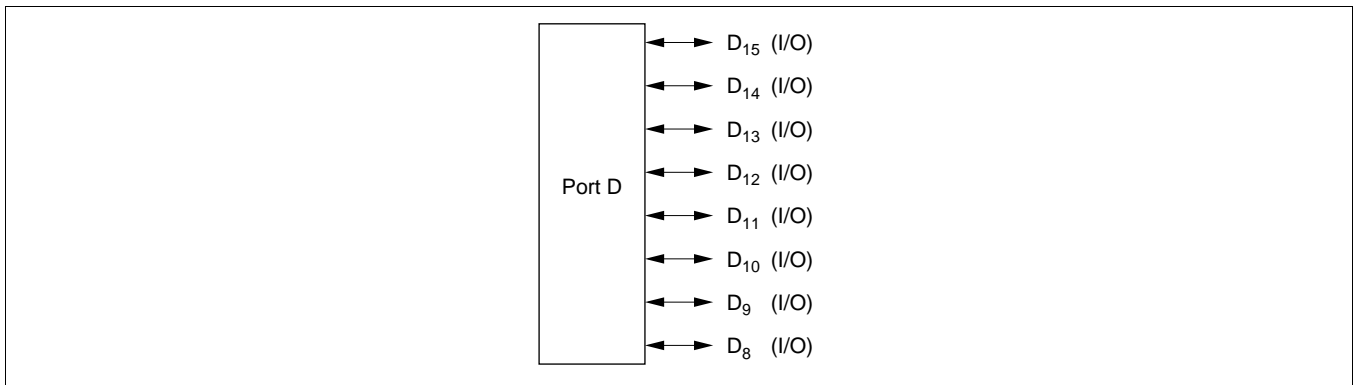 D15 (I/O)
D14 (I/O)
D13 (I/O)
D12 (I/O)
Port D
D11 (I/O)
D10 (I/O)
D9 (I/O)
D8 (I/O)